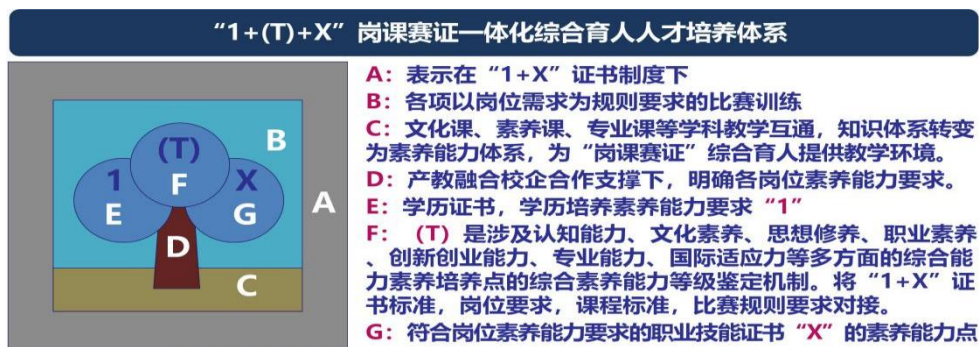 “1+(T)+X”岗课赛证一体化综合育人人才培养体系
(T)
1
F
X
E
G
D
B
A
C
A：表示在“1+X”证书制度下
B：各项以岗位需求为规则要求的比赛训练
C：文化课、素养课、专业课等学科教学互通，知识体系转变
为素养能力体系，为“岗课赛证”综合育人提供教学环境。
D：产教融合校企合作支撑下，明确各岗位素养能力要求。
E：学历证书，学历培养素养能力要求“1”
F：（T）是涉及认知能力、文化素养、思想修养、职业素养
、创新创业能力、专业能力、国际适应力等多方面的综合能
力素养培养点的综合素养能力等级鉴定机制。将“1+X”证
书标准，岗位要求，课程标准，比赛规则要求对接。
G：符合岗位素养能力要求的职业技能证书“X”的素养能力点